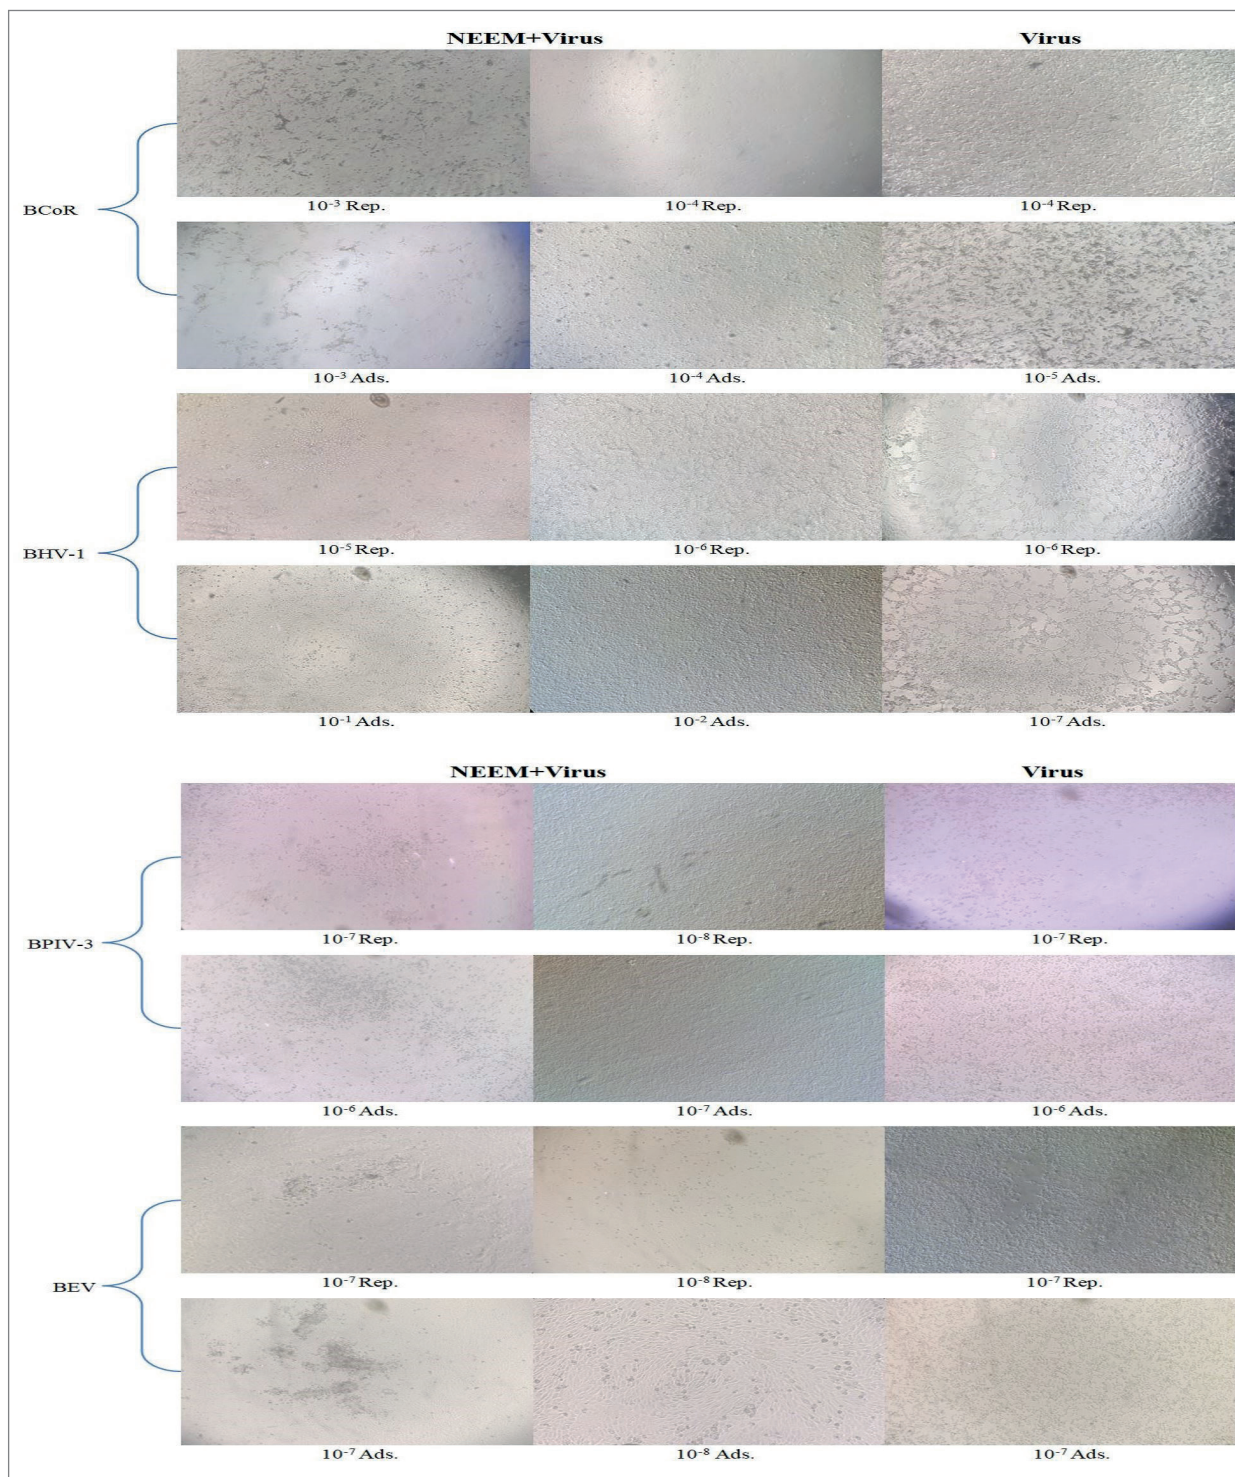 NEEM+Virus Virus
10-3 Rep. 10-4 Rep. 10-4 Rep.
BCoR
10-3 Ads. 10-4 Ads. 10-5 Ads.
10-5 Rep. 10-6 Rep. 10-6 Rep.
BHV-1
10-1 Ads. 10-2 Ads. 10-7 Ads.
NEEM+Virus Virus
10-7 Rep. 10-8 Rep. 10-7 Rep.
BPIV-3
10-6 Ads. 10-7 Ads. 10-6 Ads.
10-7 Rep. 10-8 Rep. 10-7 Rep.
BEV
10-7 Ads. 10-8 Ads. 10-7 Ads.